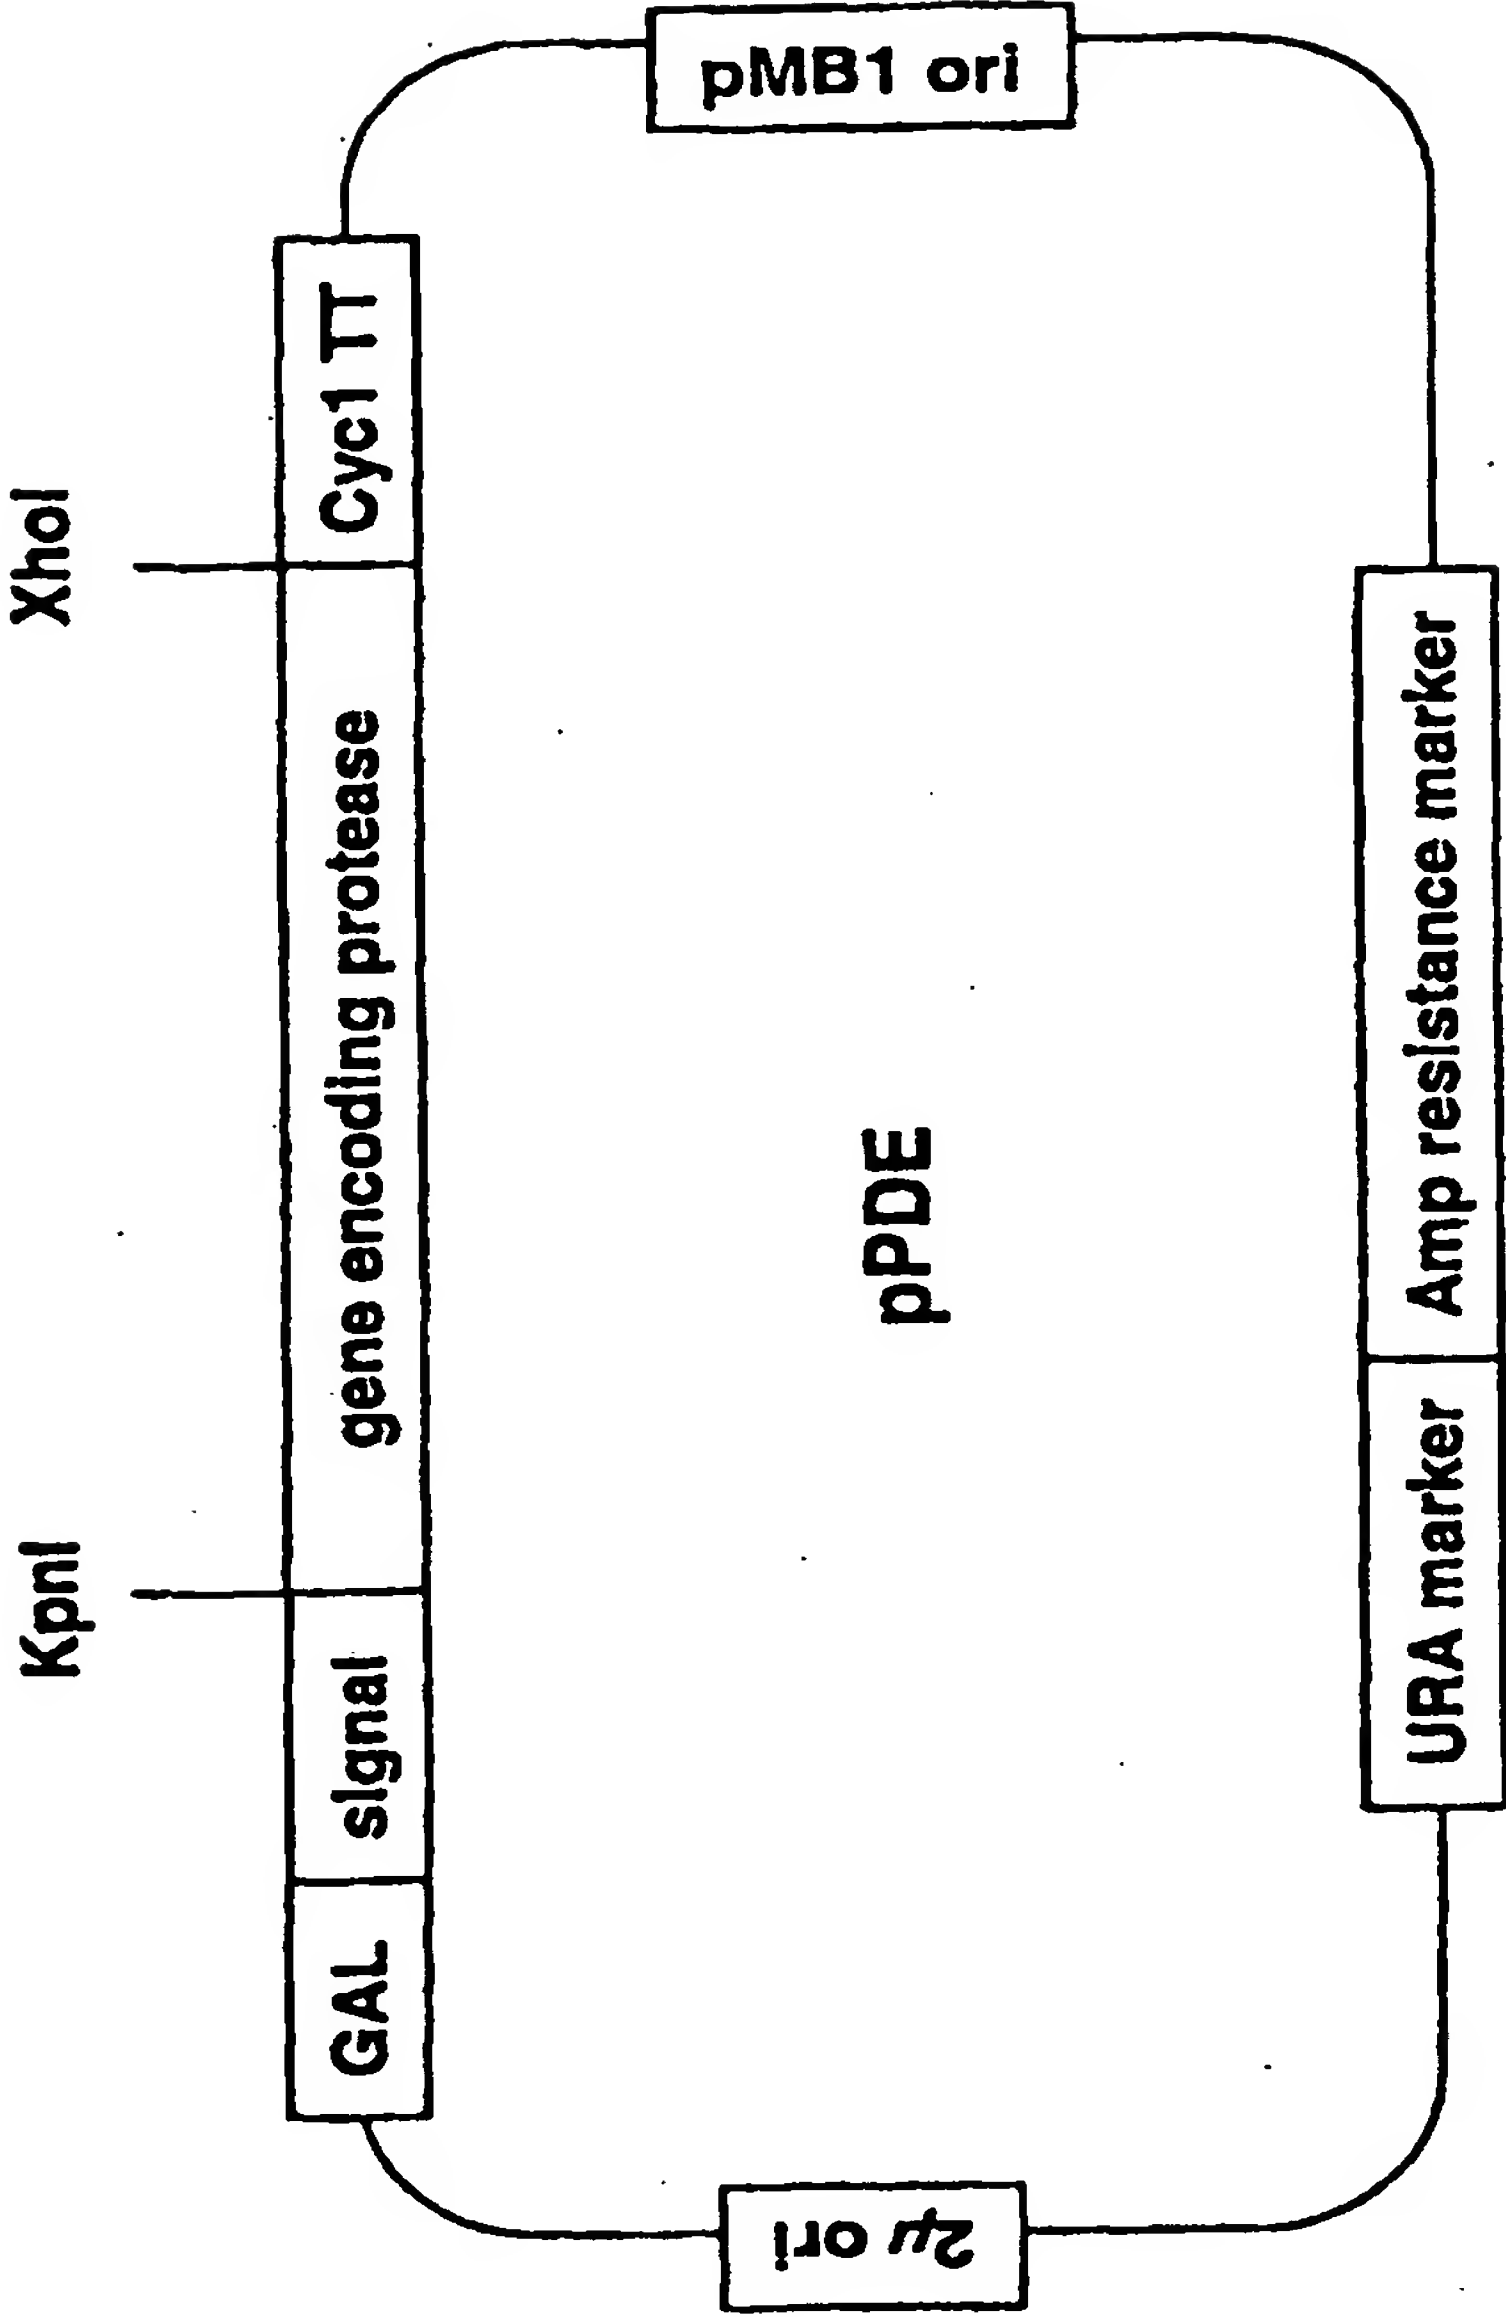 KpnI
XhoI
GAL
signal
gene encoding protease
Cyc1 TT
2μ ori
pPDE
pMB1 ori
URA marker
Amp resistance marker